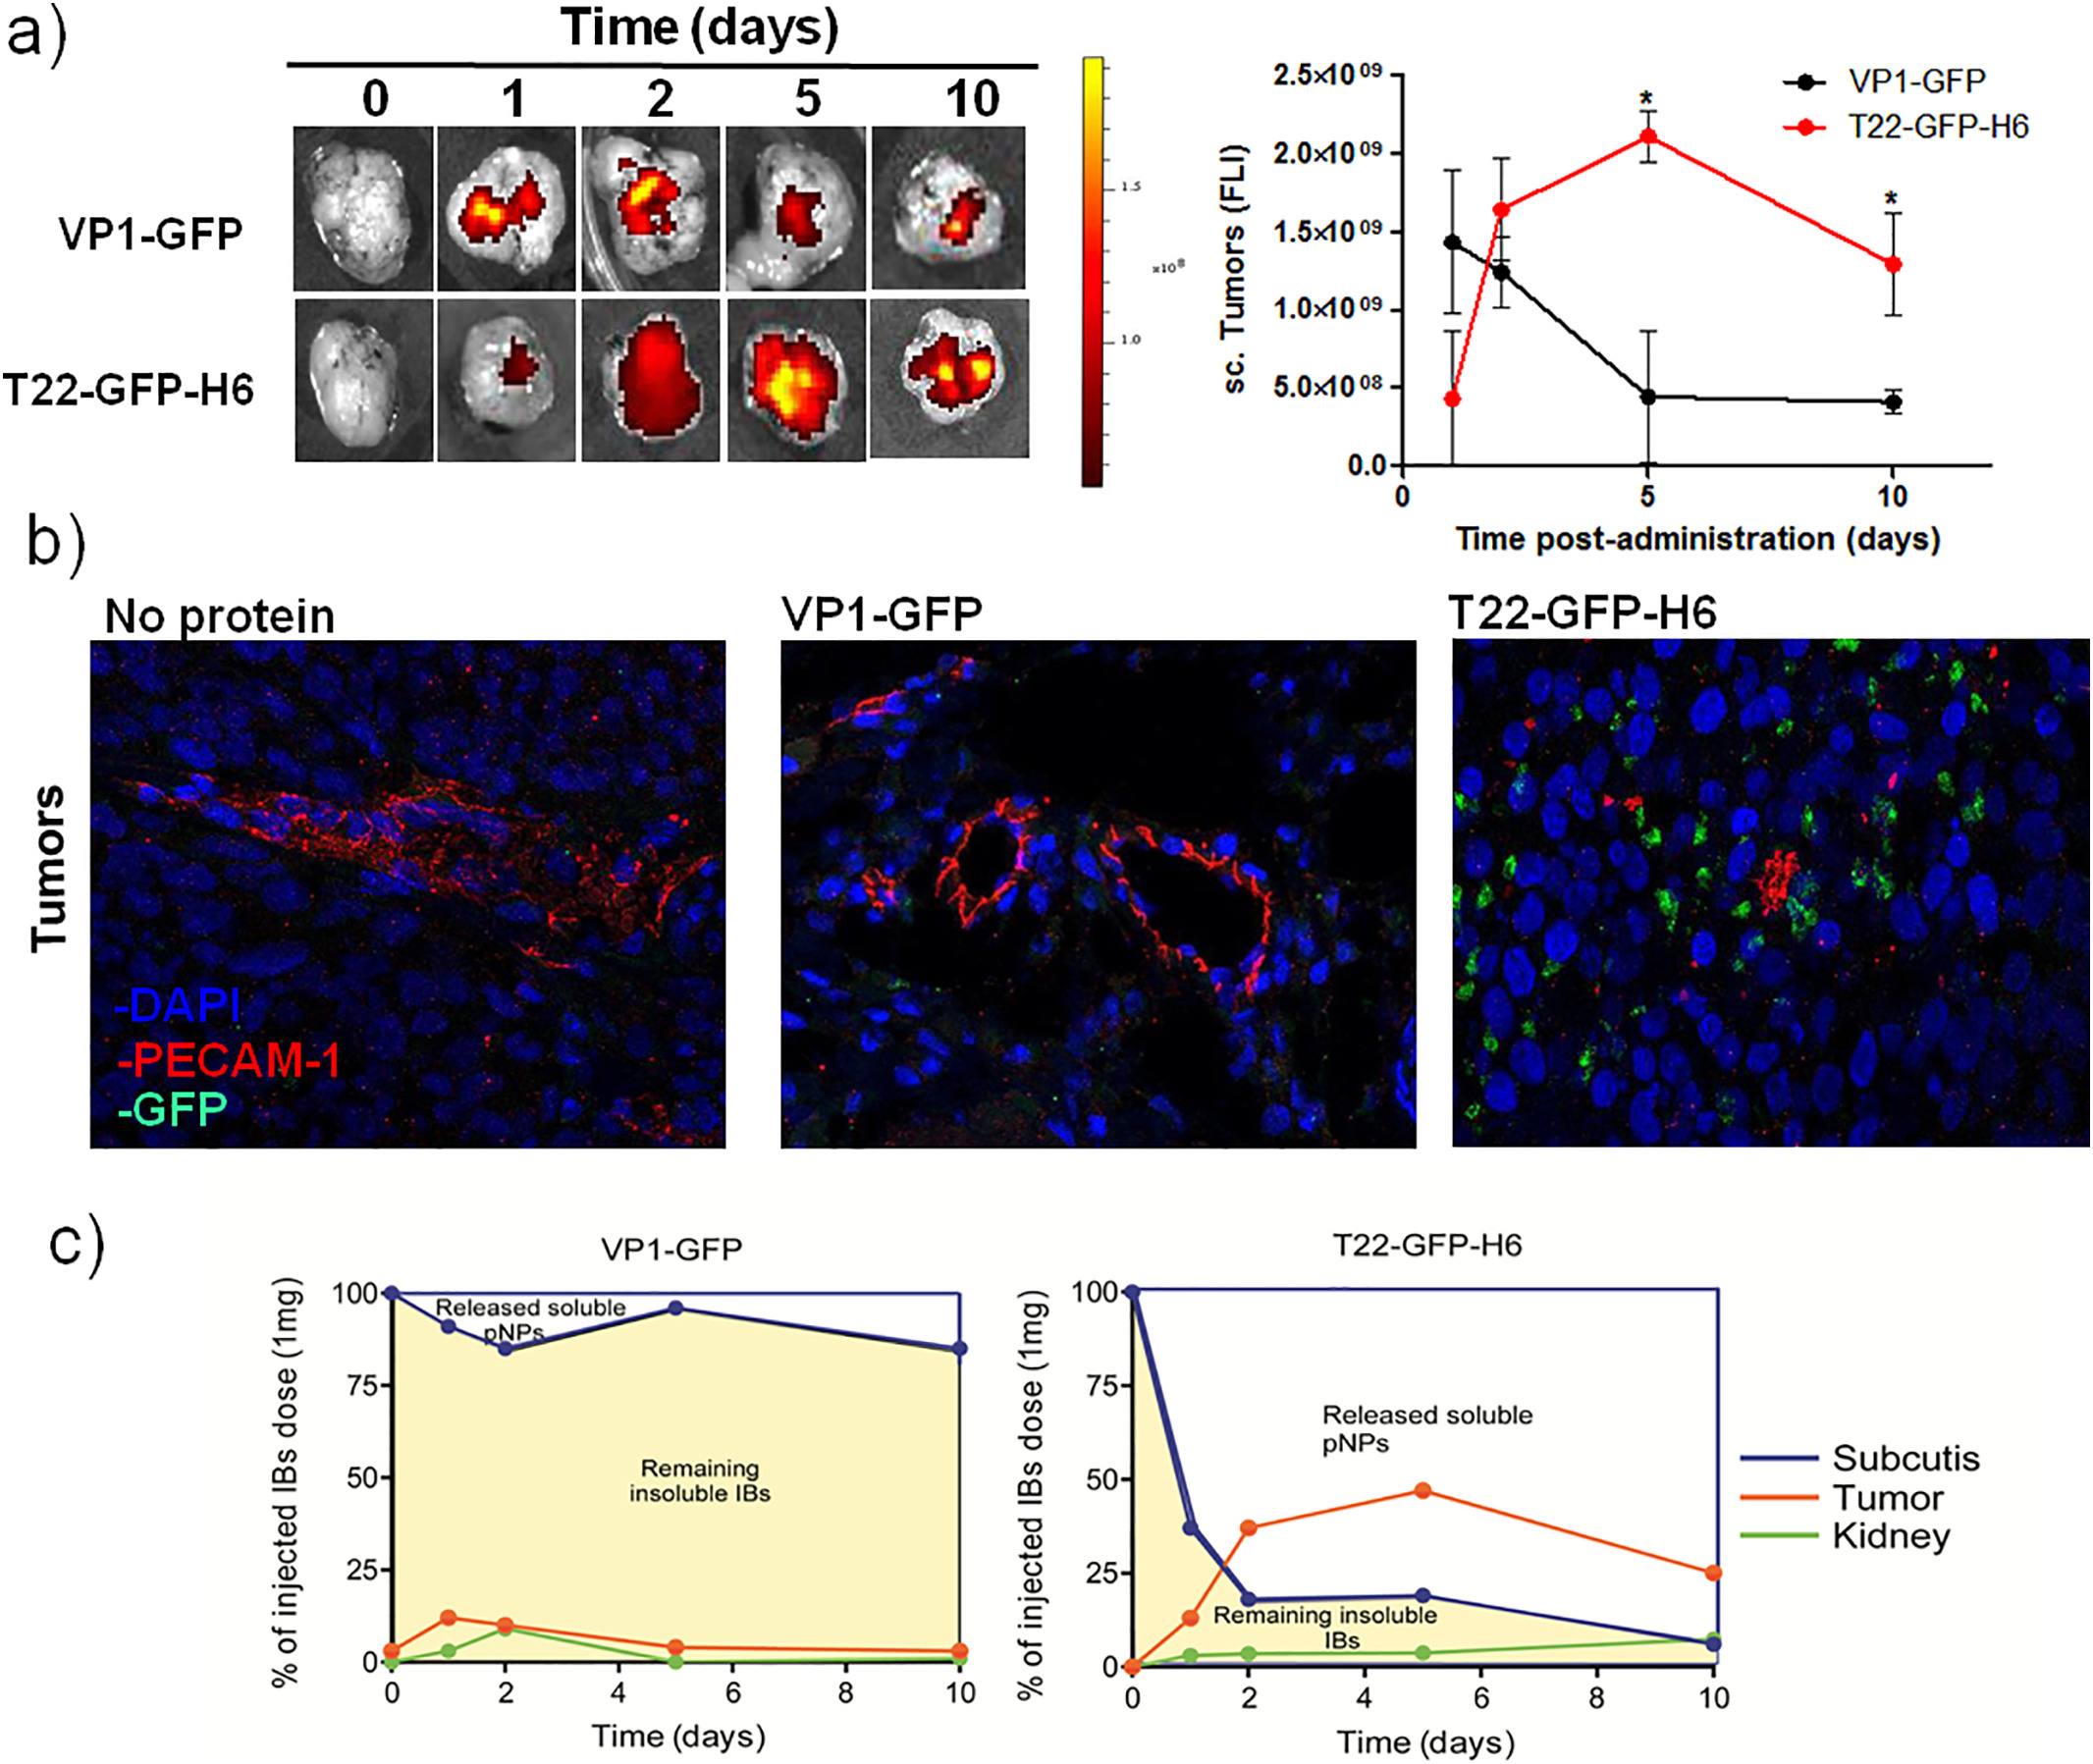 a)
Time (days)
0 1 2 5 10
VP1-GFP
T22-GFP-H6
1.5
x10⁸
1.0
sc. Tumors (FLI)
2.5×10⁰⁹
2.0×10⁰⁹
1.5×10⁰⁹
1.0×10⁰⁹
5.0×10⁰⁸
0.0
0 5 10
Time post-administration (days)
VP1-GFP
T22-GFP-H6
*
*
b)
No protein
VP1-GFP
T22-GFP-H6
Tumors
-DAPI
-PECAM-1
-GFP
c)
VP1-GFP
% of injected IBs dose (1mg)
100
75
50
25
0
Released soluble
pNPs
Remaining
insoluble IBs
0 2 4 6 8 10
Time (days)
T22-GFP-H6
% of injected IBs dose (1mg)
100
75
50
25
0
Released soluble
pNPs
Remaining insoluble
IBs
0 2 4 6 8 10
Time (days)
Subcutis
Tumor
Kidney